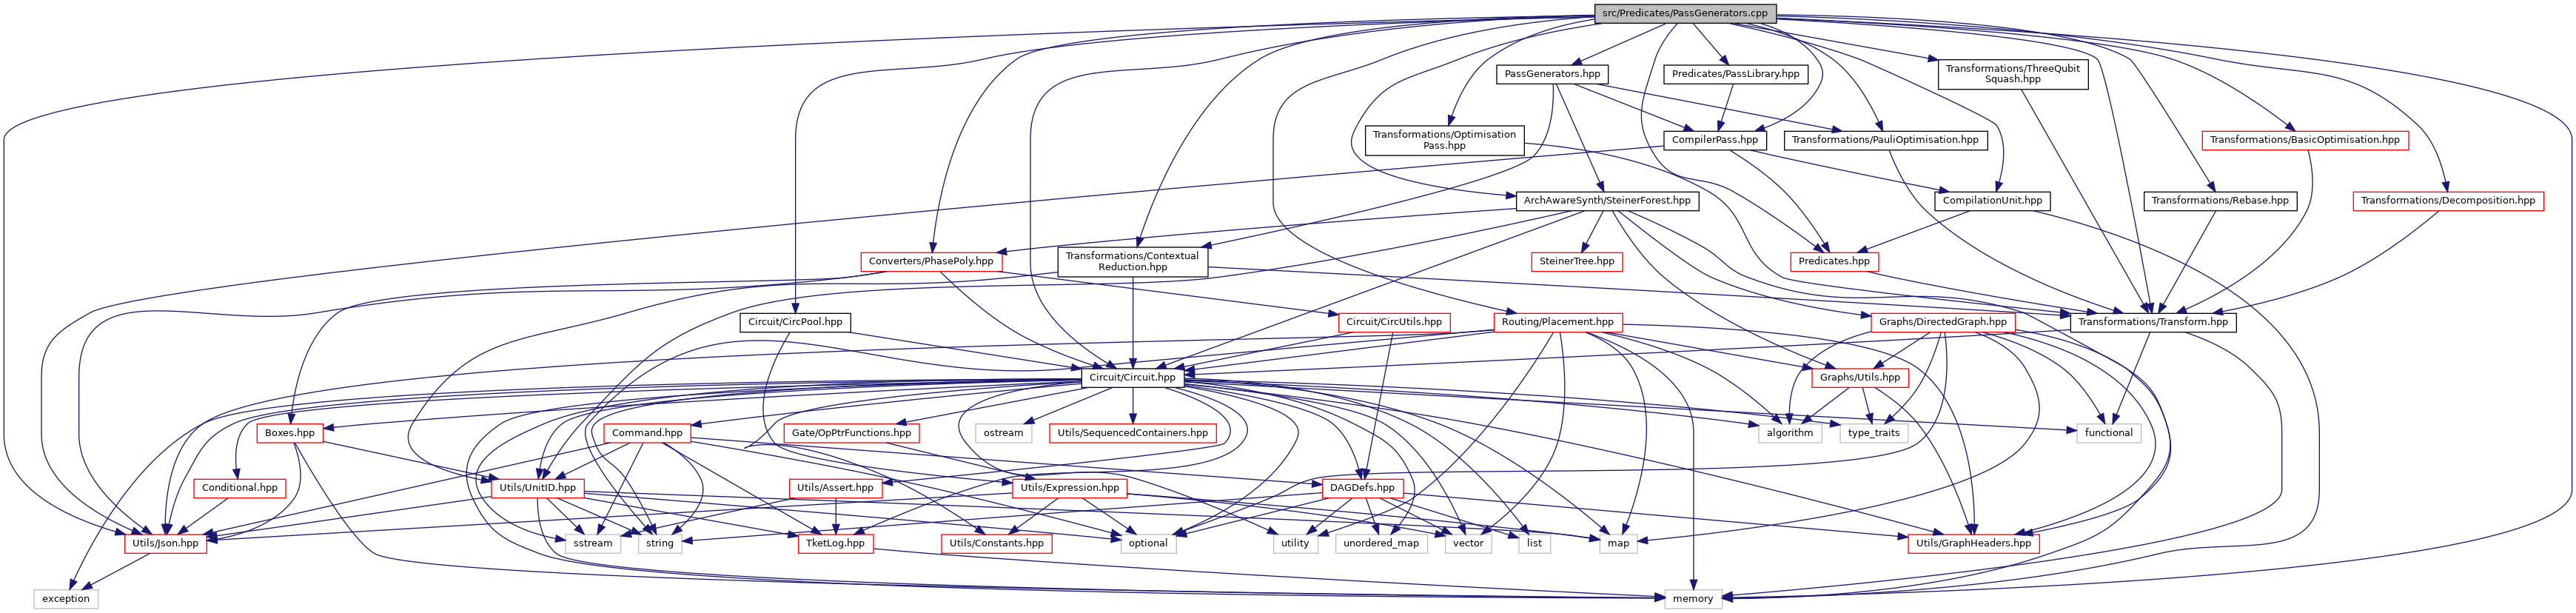 src/Predicates/PassGenerators.cpp
PassGenerators.hpp
Predicates/PassLibrary.hpp
Transformations/ThreeQubit
Squash.hpp
Transformations/Optimisation
Pass.hpp
CompilerPass.hpp
Transformations/PauliOptimisation.hpp
Transformations/BasicOptimisation.hpp
ArchAwareSynth/SteinerForest.hpp
CompilationUnit.hpp
Transformations/Rebase.hpp
Transformations/Decomposition.hpp
Converters/PhasePoly.hpp
Transformations/Contextual
Reduction.hpp
SteinerTree.hpp
Predicates.hpp
Circuit/CircPool.hpp
Circuit/CircUtils.hpp
Routing/Placement.hpp
Graphs/DirectedGraph.hpp
Transformations/Transform.hpp
Circuit/Circuit.hpp
Graphs/Utils.hpp
Boxes.hpp
Command.hpp
Gate/OpPtrFunctions.hpp
ostream
Utils/SequencedContainers.hpp
algorithm
type_traits
functional
Conditional.hpp
Utils/UnitID.hpp
Utils/Assert.hpp
Utils/Expression.hpp
DAGDefs.hpp
Utils/Json.hpp
sstream
string
TketLog.hpp
Utils/Constants.hpp
optional
utility
unordered_map
vector
list
map
Utils/GraphHeaders.hpp
exception
memory